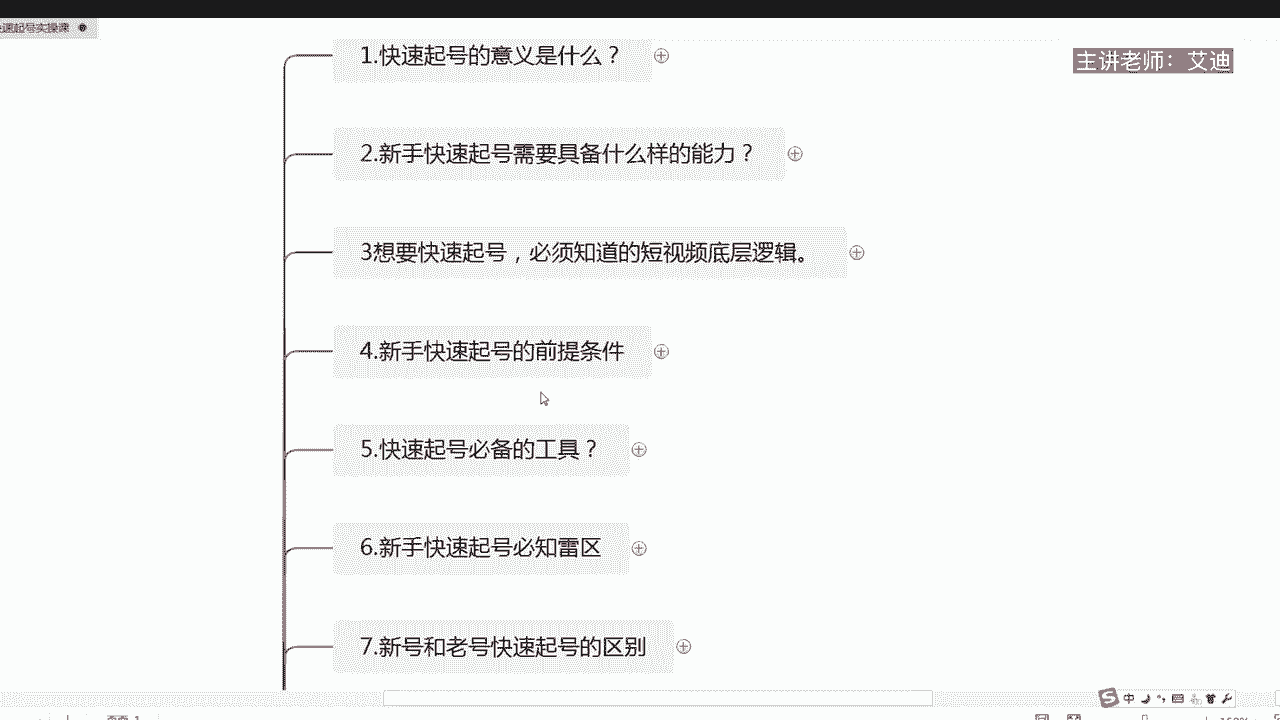 速起号实操课
主讲老师：艾迪
1.快速起号的意义是什么？
2.新手快速起号需要具备什么样的能力？
3想要快速起号，必须知道的短视频底层逻辑。
4.新手快速起号的前提条件
5.快速起号必备的工具？
6.新手快速起号必知雷区
7.新号和老号快速起号的区别
中